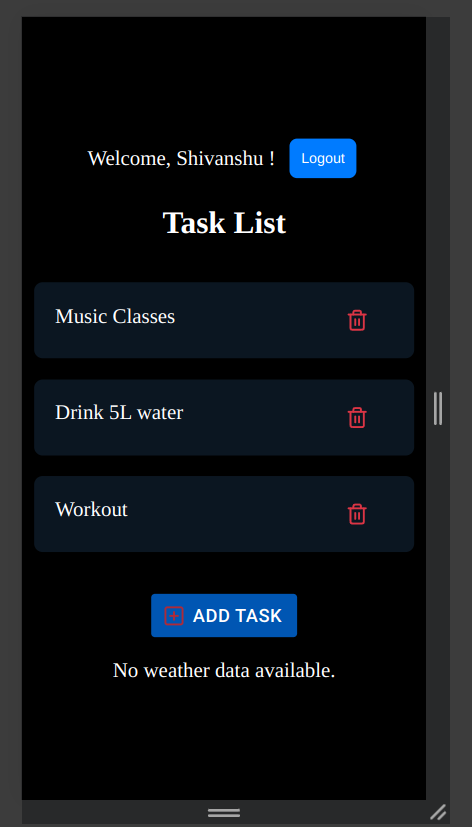 Welcome, Shivanshu ! Logout
Task List
Music Classes
Drink 5L water
Workout
ADD TASK
No weather data available.